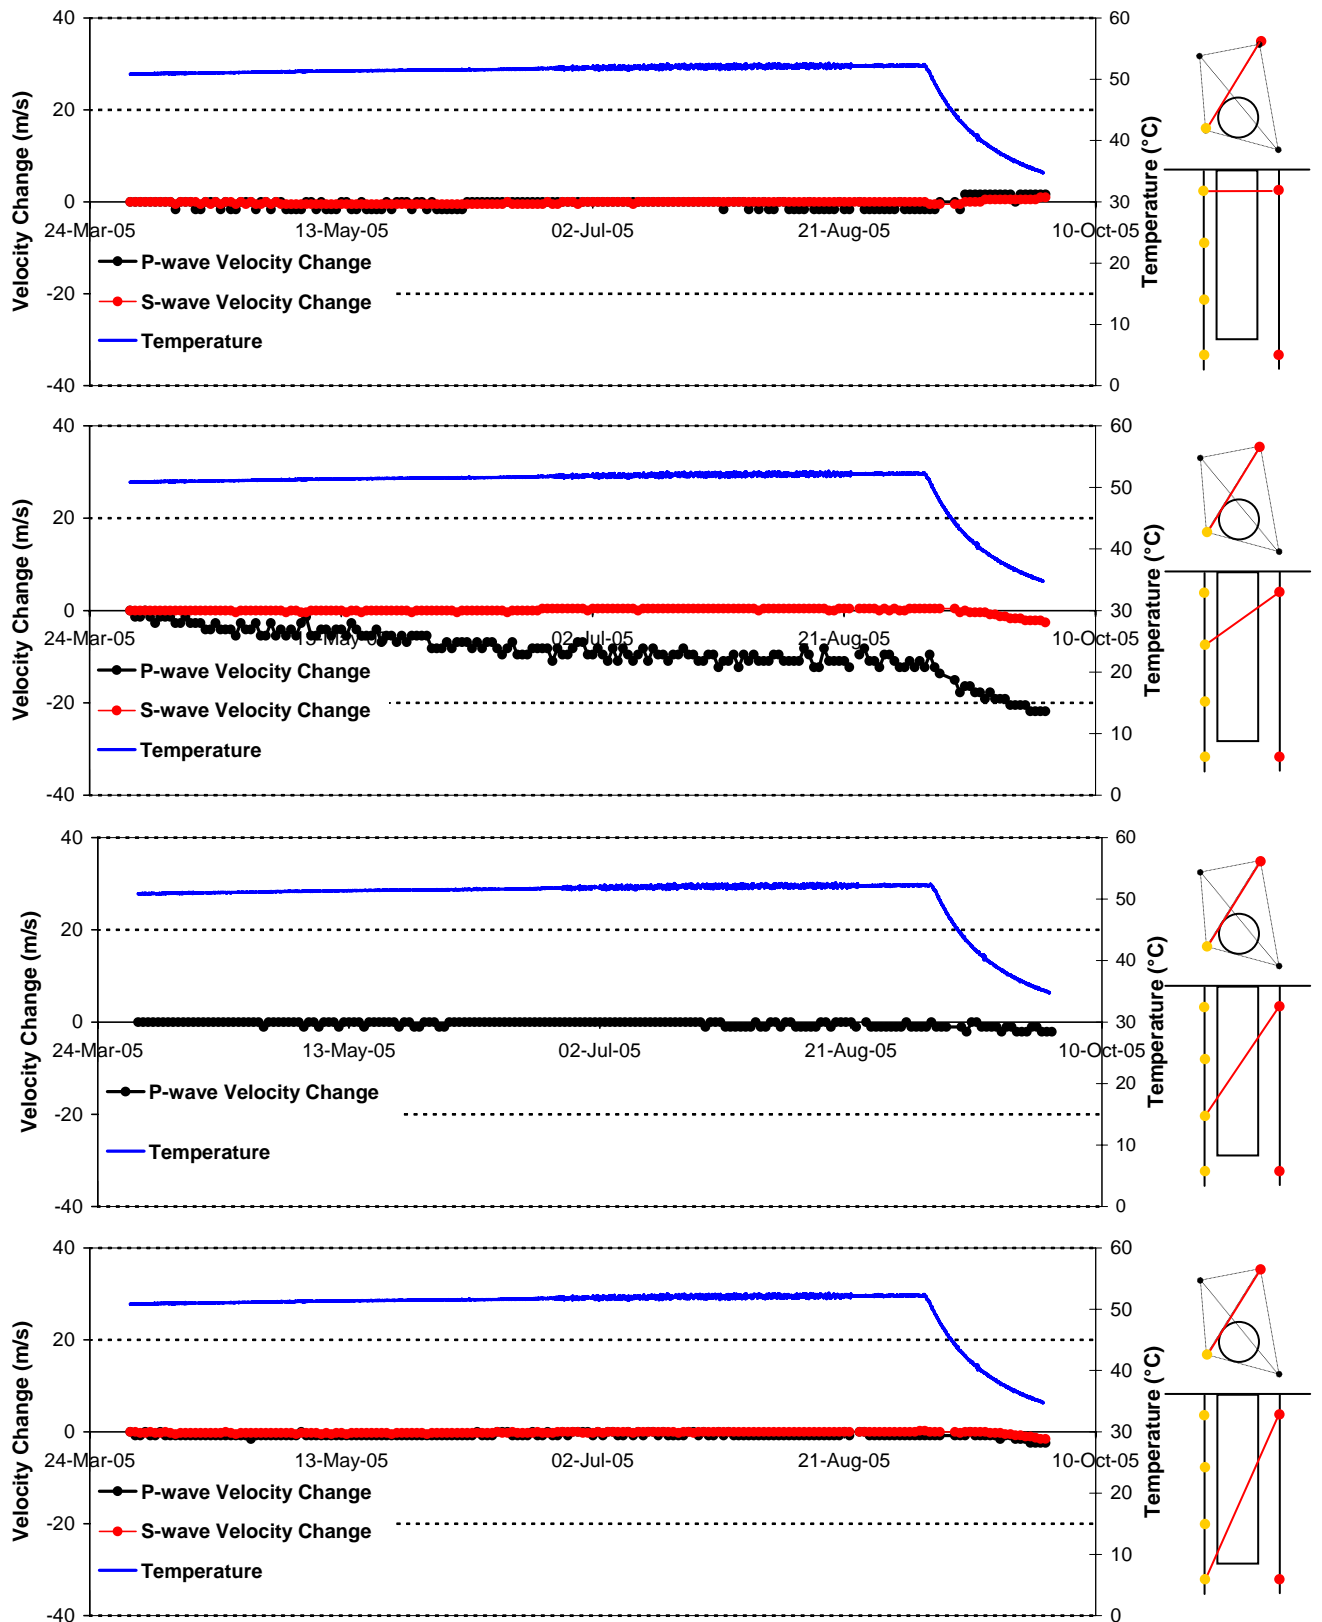 40
20
0
-20
-40
Velocity Change (m/s)
24-Mar-05
13-May-05
02-Jul-05
21-Aug-05
10-Oct-05
P-wave Velocity Change
S-wave Velocity Change
Temperature
60
50
40
30
20
10
0
Temperature (°C)
40
20
0
-20
-40
Velocity Change (m/s)
24-Mar-05
13-May-05
02-Jul-05
21-Aug-05
10-Oct-05
P-wave Velocity Change
S-wave Velocity Change
Temperature
60
50
40
30
20
10
0
Temperature (°C)
40
20
0
-20
-40
Velocity Change (m/s)
24-Mar-05
13-May-05
02-Jul-05
21-Aug-05
10-Oct-05
P-wave Velocity Change
Temperature
60
50
40
30
20
10
0
Temperature (°C)
40
20
0
-20
-40
Velocity Change (m/s)
24-Mar-05
13-May-05
02-Jul-05
21-Aug-05
10-Oct-05
P-wave Velocity Change
S-wave Velocity Change
Temperature
60
50
40
30
20
10
0
Temperature (°C)